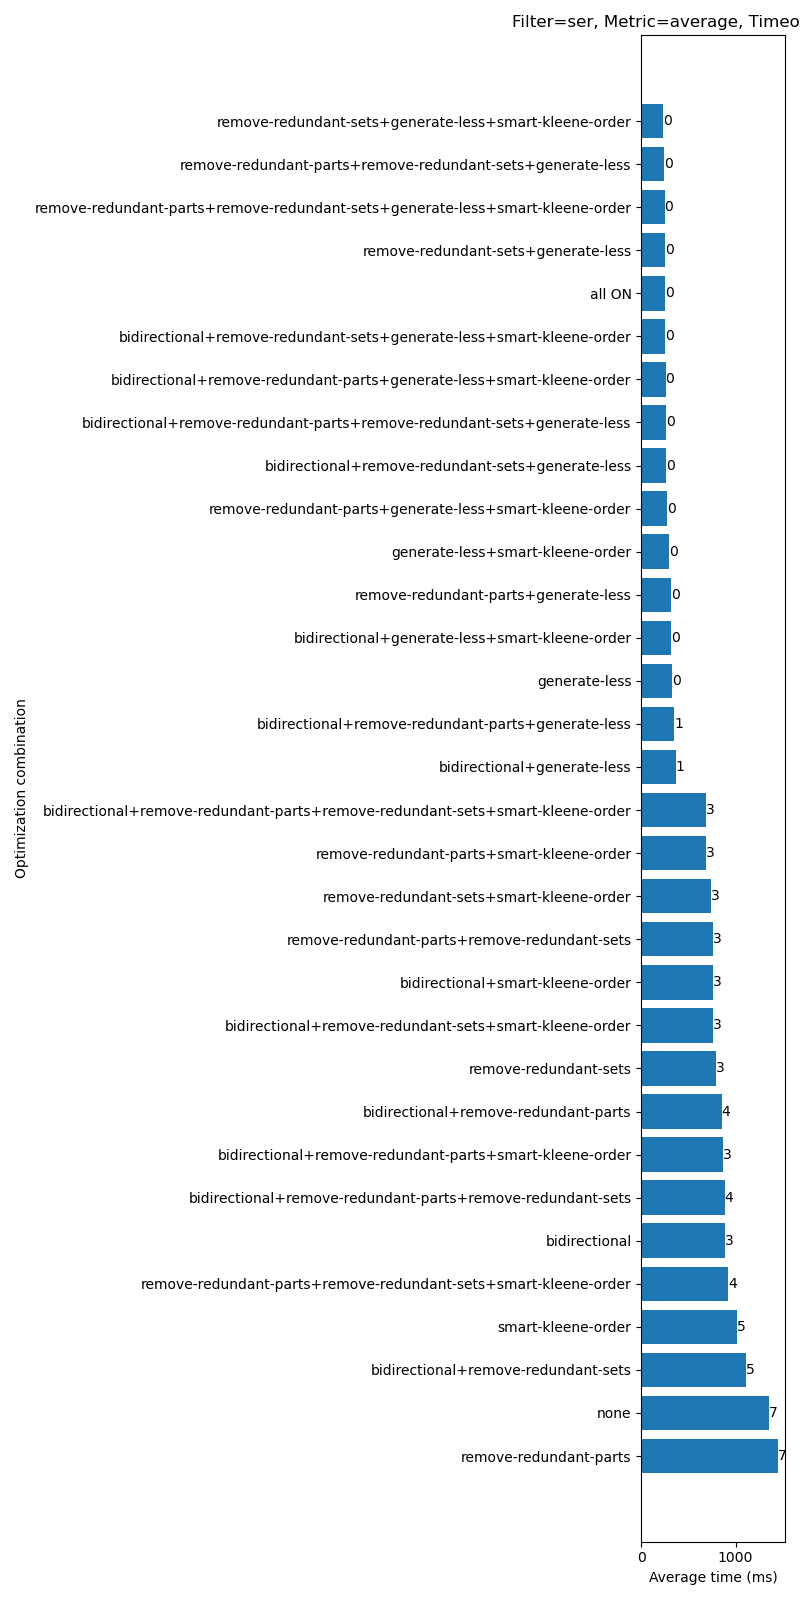 Filter=ser, Metric=average, Timeo
remove-redundant-sets+generate-less+smart-kleene-order 0
remove-redundant-parts+remove-redundant-sets+generate-less 0
remove-redundant-parts+remove-redundant-sets+generate-less+smart-kleene-order 0
remove-redundant-sets+generate-less 0
all ON 0
bidirectional+remove-redundant-sets+generate-less+smart-kleene-order 0
bidirectional+remove-redundant-parts+generate-less+smart-kleene-order 0
bidirectional+remove-redundant-parts+remove-redundant-sets+generate-less 0
bidirectional+remove-redundant-sets+generate-less 0
remove-redundant-parts+generate-less+smart-kleene-order 0
generate-less+smart-kleene-order 0
remove-redundant-parts+generate-less 0
bidirectional+generate-less+smart-kleene-order 0
generate-less 0
bidirectional+remove-redundant-parts+generate-less 1
bidirectional+generate-less 1
bidirectional+remove-redundant-parts+remove-redundant-sets+smart-kleene-order 3
remove-redundant-parts+smart-kleene-order 3
remove-redundant-sets+smart-kleene-order 3
remove-redundant-parts+remove-redundant-sets 3
bidirectional+smart-kleene-order 3
bidirectional+remove-redundant-sets+smart-kleene-order 3
remove-redundant-sets 3
bidirectional+remove-redundant-parts 4
bidirectional+remove-redundant-parts+smart-kleene-order 3
bidirectional+remove-redundant-parts+remove-redundant-sets 4
bidirectional 3
remove-redundant-parts+remove-redundant-sets+smart-kleene-order 4
smart-kleene-order 5
bidirectional+remove-redundant-sets 5
none 7
remove-redundant-parts 7
Optimization combination
0 1000
Average time (ms)